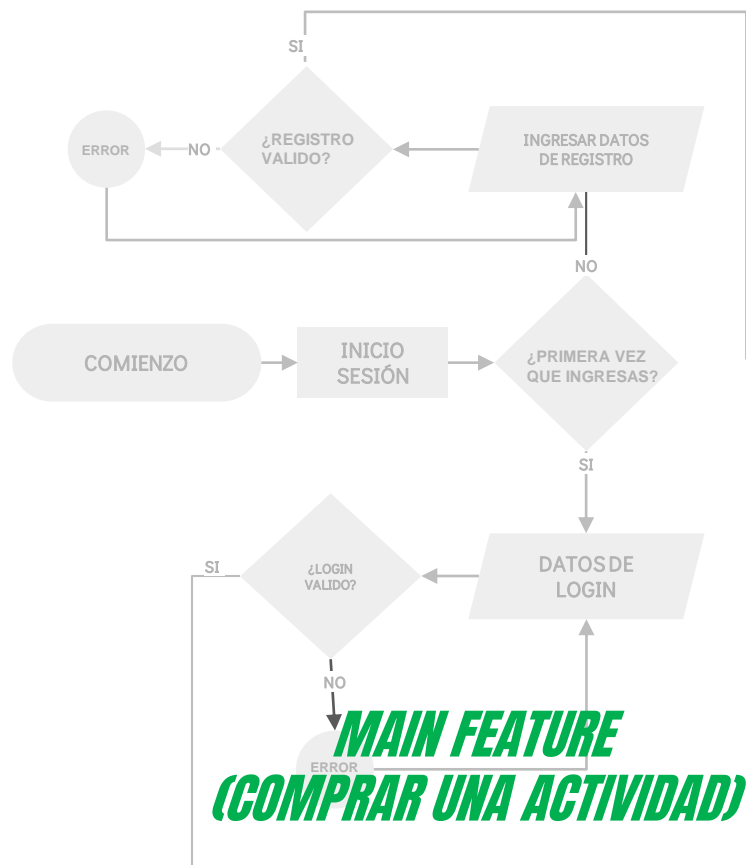 SI
¿REGISTRO
VALIDO?
INGRESAR DATOS
DE REGISTRO
ERROR
NO
NO
COMIENZO
INICIO
SESIÓN
¿PRIMERA VEZ
QUE INGRESAS?
SI
SI
¿LOGIN
VALIDO?
DATOS DE
LOGIN
NO
ERROR
MAIN FEATURE
(COMPRAR UNA ACTIVIDAD)